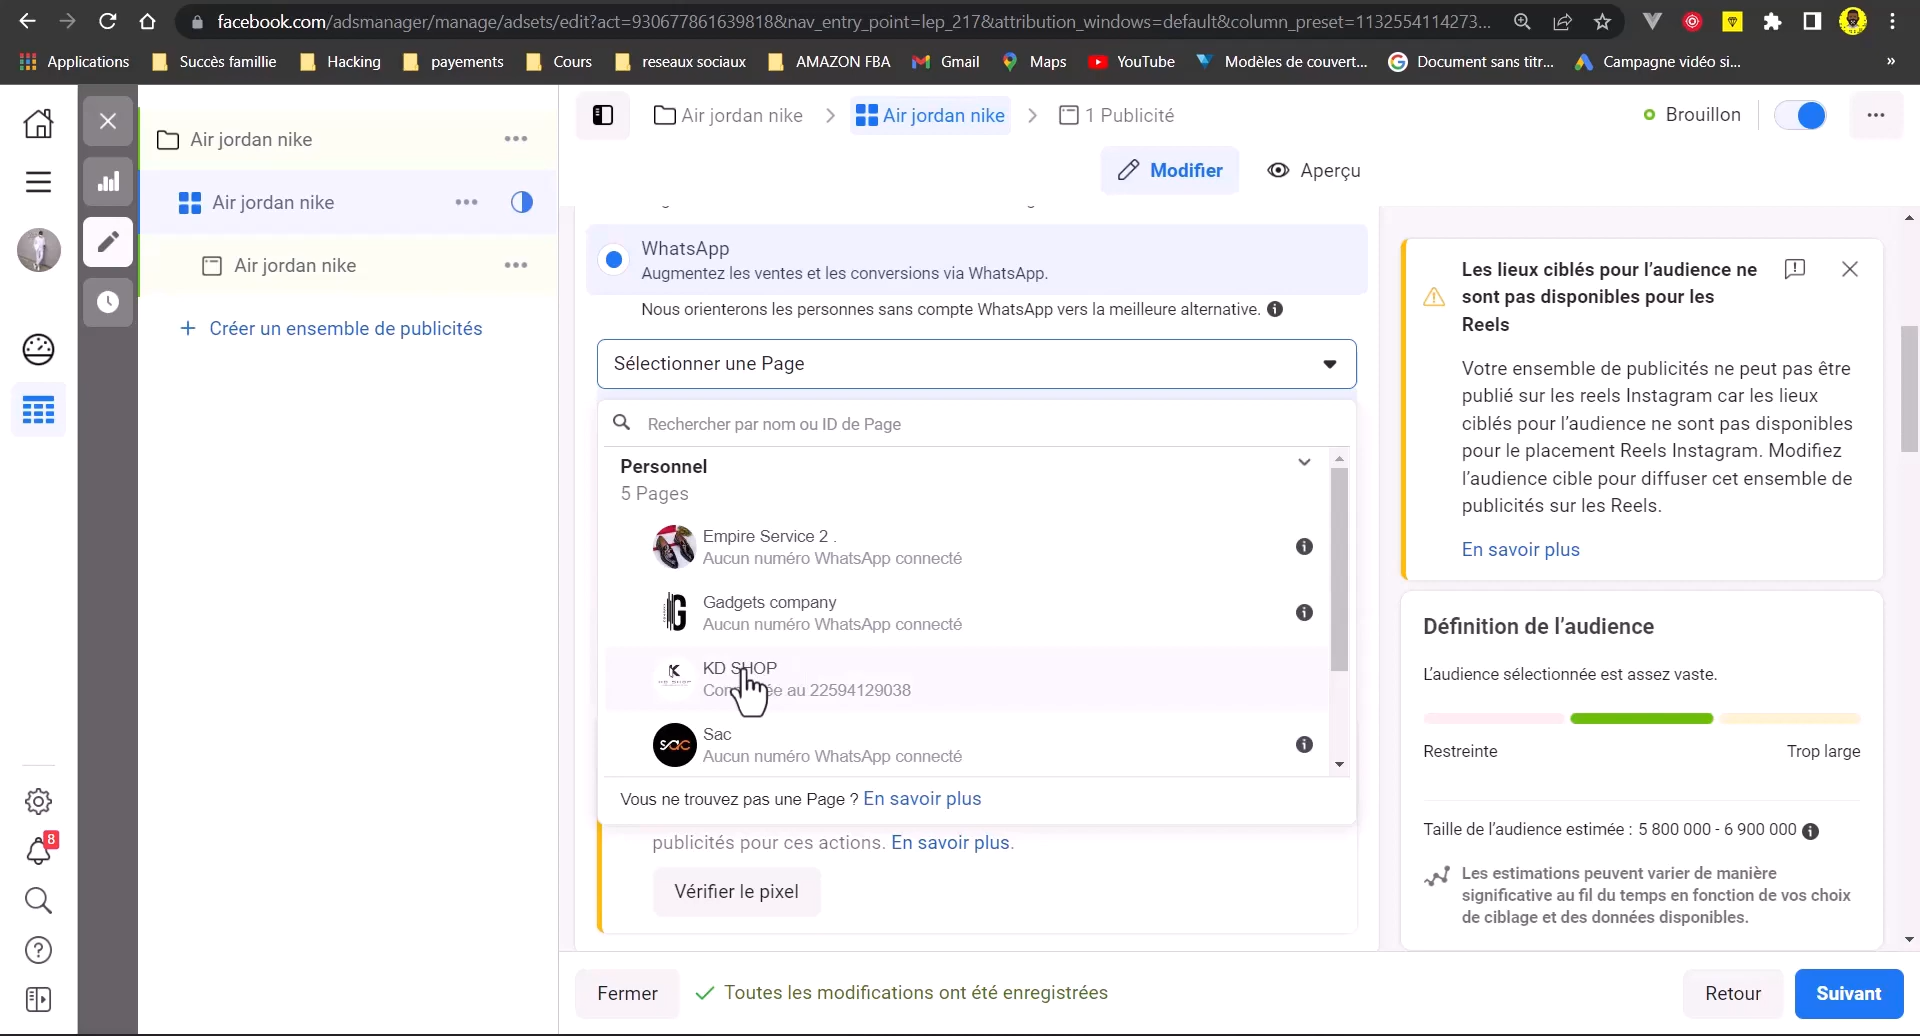 facebook.com/adsmanager/manage/adsets/edit?act=930677861639818&nav_entry_point=lep_217&attribution_windows=default&column_preset=1132554114273...
Applications
Succès famillie
Hacking
payements
Cours
reseaux sociaux
AMAZON FBA
Gmail
Maps
YouTube
Modèles de couvert...
Document sans titr...
Campagne vidéo si...
»
Air jordan nike
Air jordan nike
Air jordan nike
+ Créer un ensemble de publicités
8
Air jordan nike > Air jordan nike > 1 Publicité
Brouillon
Modifier
Aperçu
WhatsApp
Augmentez les ventes et les conversions via WhatsApp.
Nous orienterons les personnes sans compte WhatsApp vers la meilleure alternative.
Sélectionner une Page
Rechercher par nom ou ID de Page
Personnel
5 Pages
Empire Service 2 .
Aucun numéro WhatsApp connecté
Gadgets company
Aucun numéro WhatsApp connecté
KD SHOP
au 22594129038
Sac
Aucun numéro WhatsApp connecté
Vous ne trouvez pas une Page ? En savoir plus
publicités pour ces actions. En savoir plus.
Vérifier le pixel
Fermer
Toutes les modifications ont été enregistrées
Retour
Suivant
Les lieux ciblés pour l’audience ne
sont pas disponibles pour les
Reels
Votre ensemble de publicités ne peut pas être
publié sur les reels Instagram car les lieux
ciblés pour l’audience ne sont pas disponibles
pour le placement Reels Instagram. Modifiez
l’audience cible pour diffuser cet ensemble de
publicités sur les Reels.
En savoir plus
Définition de l’audience
L’audience sélectionnée est assez vaste.
Restreinte
Trop large
Taille de l’audience estimée : 5 800 000 - 6 900 000
Les estimations peuvent varier de manière
significative au fil du temps en fonction de vos choix
de ciblage et des données disponibles.